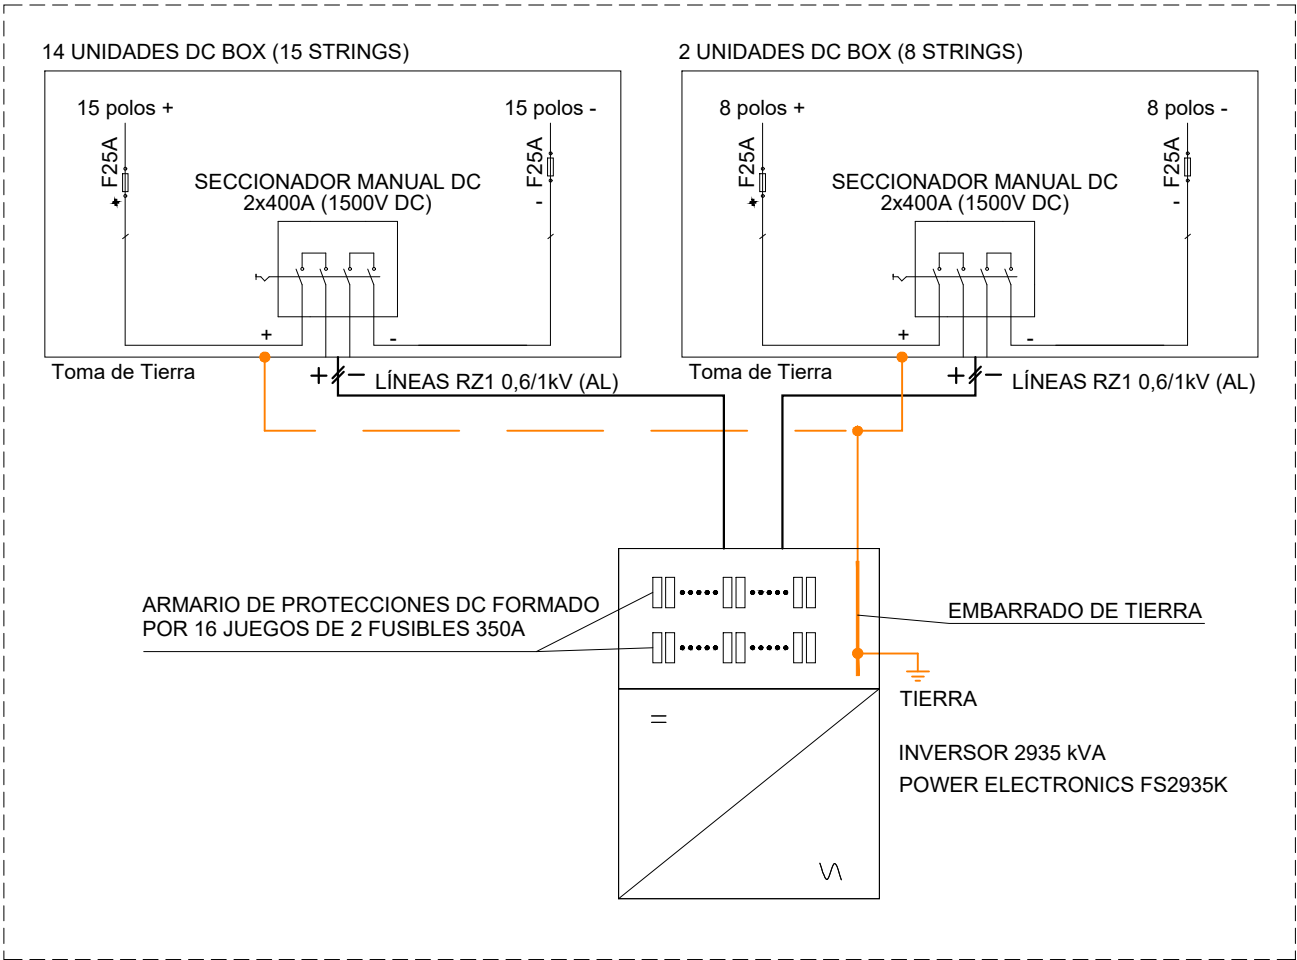 14 UNIDADES DC BOX (15 STRINGS)
15 polos +
15 polos -
F25A
F25A
+
-
SECCIONADOR MANUAL DC
2x400A (1500V DC)
+
-
Toma de Tierra
+ -
LÍNEAS RZ1 0,6/1kV (AL)
2 UNIDADES DC BOX (8 STRINGS)
8 polos +
8 polos -
F25A
F25A
+
-
SECCIONADOR MANUAL DC
2x400A (1500V DC)
+
-
Toma de Tierra
+ -
LÍNEAS RZ1 0,6/1kV (AL)
ARMARIO DE PROTECCIONES DC FORMADO
POR 16 JUEGOS DE 2 FUSIBLES 350A
EMBARRADO DE TIERRA
TIERRA
INVERSOR 2935 kVA
POWER ELECTRONICS FS2935K